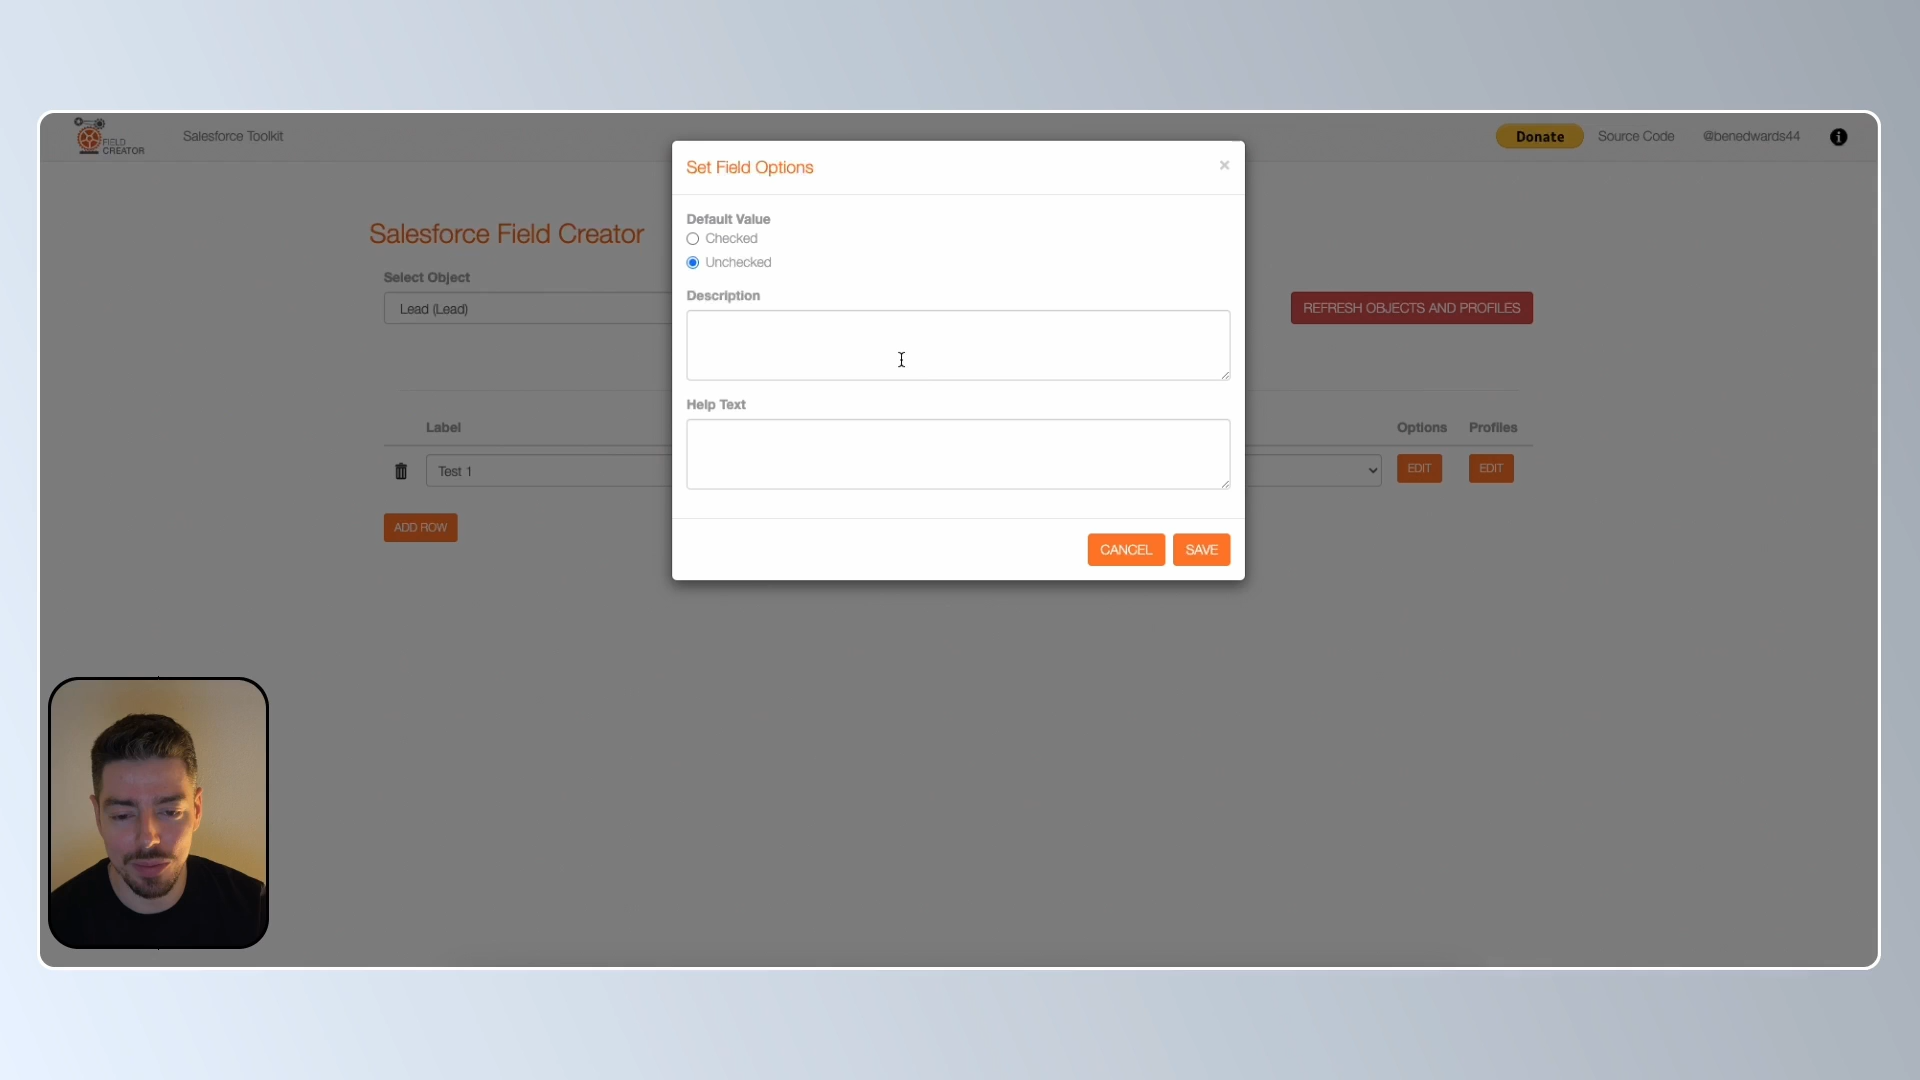 FIELD
CREATOR
Salesforce Toolkit
Donate
Source Code
@benedwards44
Set Field Options
×
Salesforce Field Creator
Select Object
Lead (Lead)
REFRESH OBJECTS AND PROFILES
Default Value
Checked
Unchecked
Description
Help Text
Label
Options
Profiles
Test 1
EDIT
EDIT
ADD ROW
CANCEL
SAVE